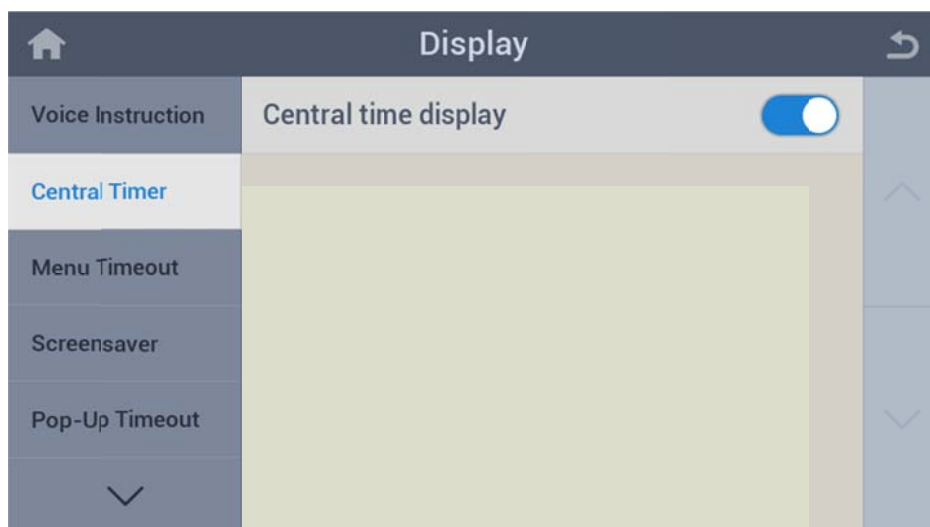 Display
Voice Instruction
Central time display
Central Timer
Menu Timeout
Screensaver
Pop-Up Timeout